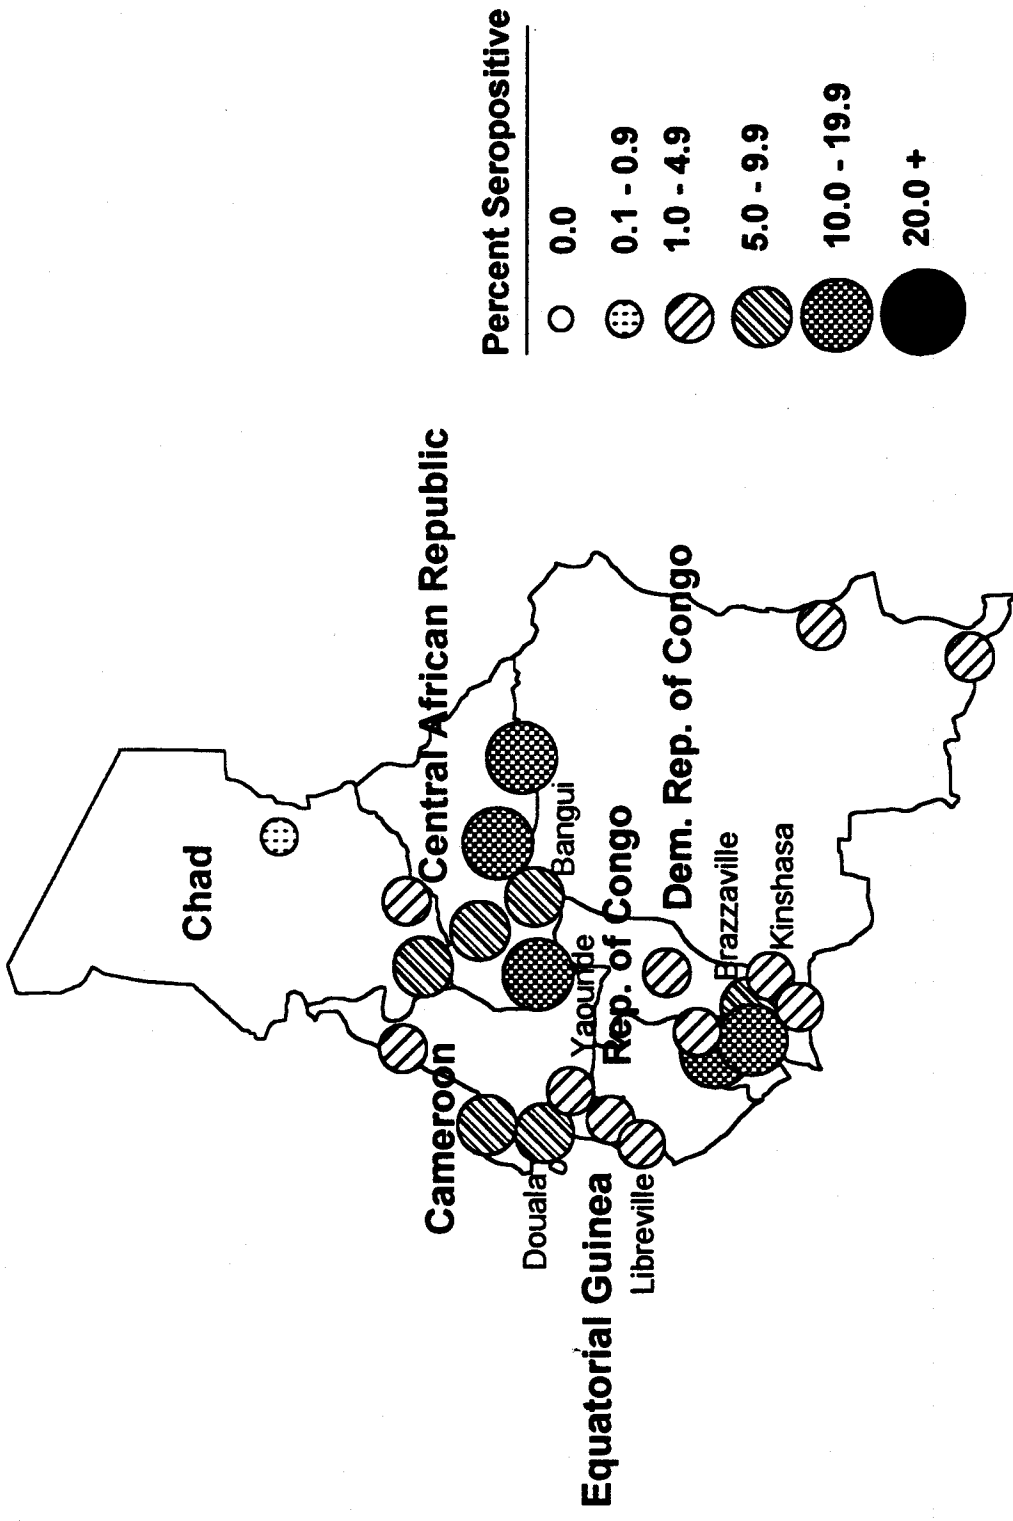 Chad
Central African Republic
Cameroon
Bangui
Douala
Yaounde
Equatorial Guinea
Rep. of Congo
Libreville
Dem. Rep. of Congo
Brazzaville
Kinshasa
Percent Seropositive
0.0
0.1 - 0.9
1.0 - 4.9
5.0 - 9.9
10.0 - 19.9
20.0 +